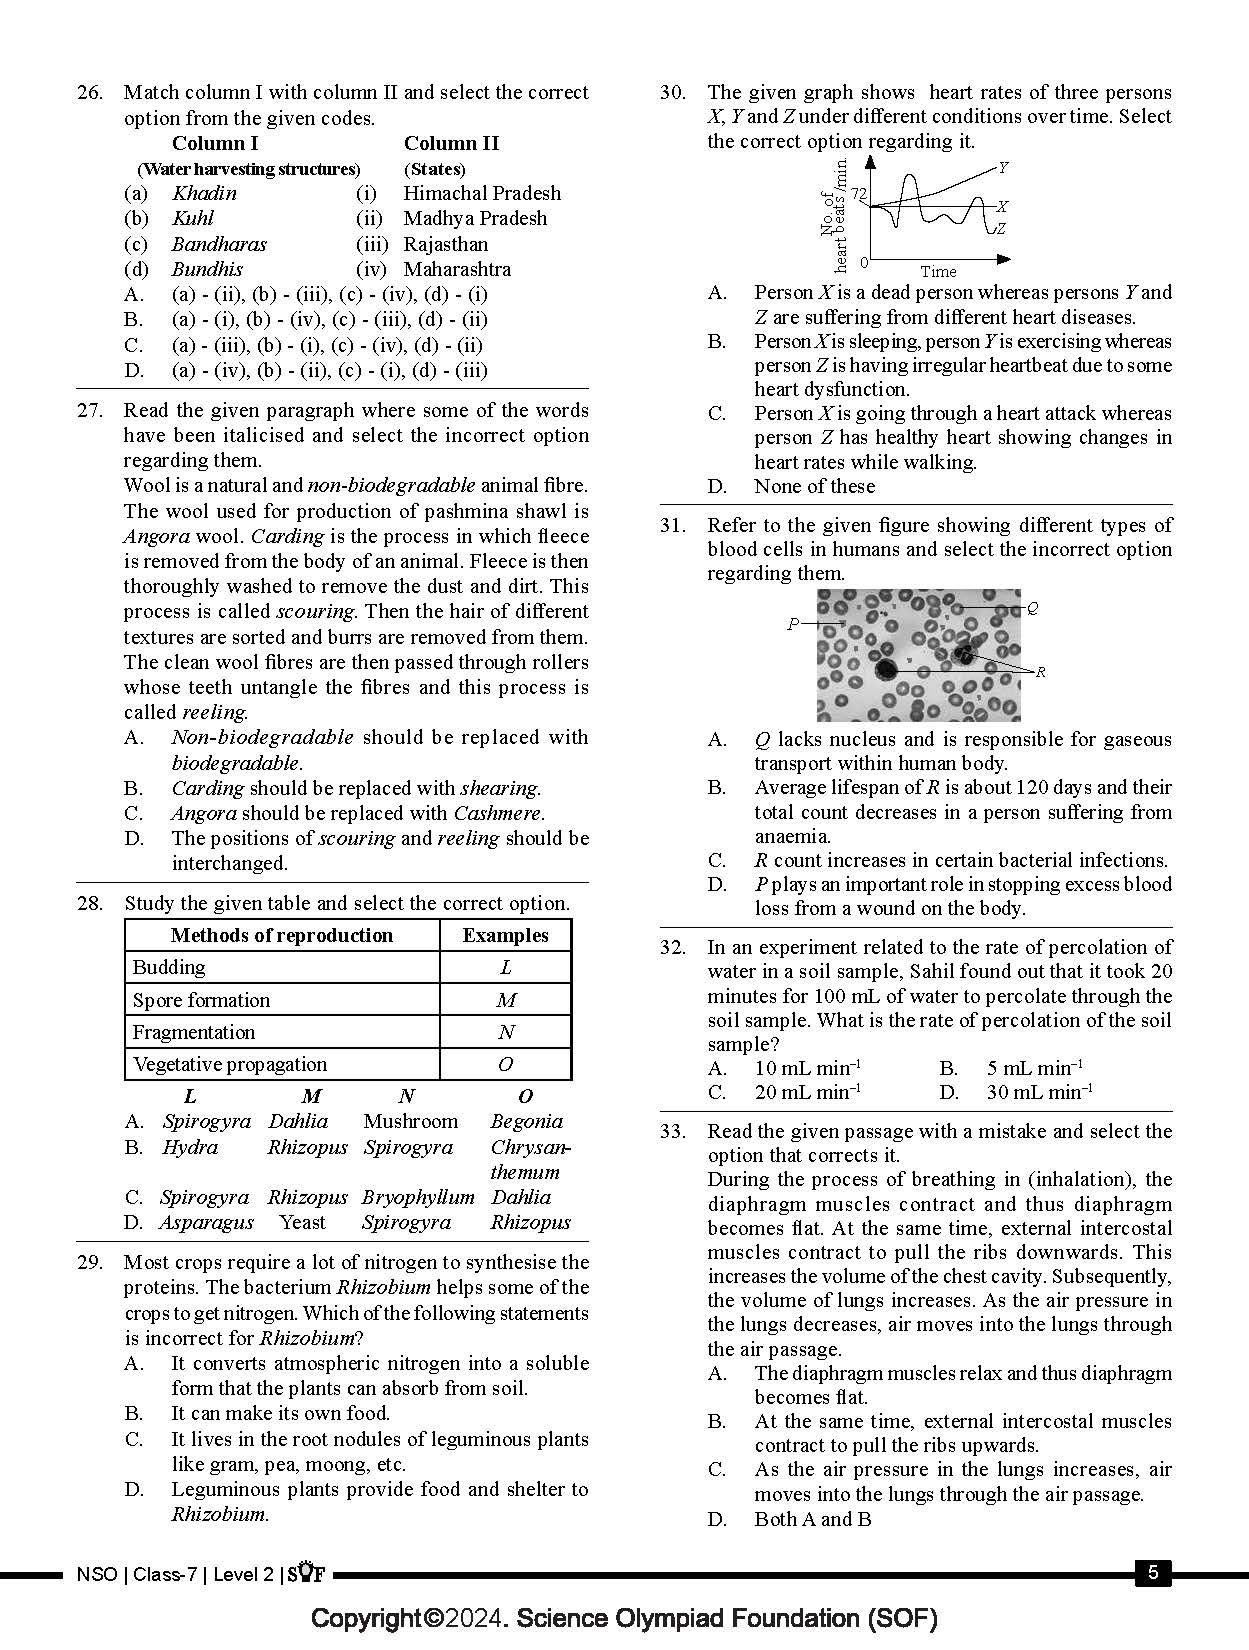 26. Match column I with column II and select the correct
option from the given codes.
Column I Column II
(Water harvesting structures) (States)
(a) Khadin (i) Himachal Pradesh
(b) Kuhl (ii) Madhya Pradesh
(c) Bandharas (iii) Rajasthan
(d) Bundhis (iv) Maharashtra
A. (a) - (ii), (b) - (iii), (c) - (iv), (d) - (i)
B. (a) - (i), (b) - (iv), (c) - (iii), (d) - (ii)
C. (a) - (iii), (b) - (i), (c) - (iv), (d) - (ii)
D. (a) - (iv), (b) - (ii), (c) - (i), (d) - (iii)
27. Read the given paragraph where some of the words
have been italicised and select the incorrect option
regarding them.
Wool is a natural and non-biodegradable animal fibre.
The wool used for production of pashmina shawl is
Angora wool. Carding is the process in which fleece
is removed from the body of an animal. Fleece is then
thoroughly washed to remove the dust and dirt. This
process is called scouring. Then the hair of different
textures are sorted and burrs are removed from them.
The clean wool fibres are then passed through rollers
whose teeth untangle the fibres and this process is
called reeling.
A. Non-biodegradable should be replaced with
biodegradable.
B. Carding should be replaced with shearing.
C. Angora should be replaced with Cashmere.
D. The positions of scouring and reeling should be
interchanged.
28. Study the given table and select the correct option.
Methods of reproduction Examples
Budding L
Spore formation M
Fragmentation N
Vegetative propagation O
L M N O
A. Spirogyra Dahlia Mushroom Begonia
B. Hydra Rhizopus Spirogyra Chrysan-
themum
C. Spirogyra Rhizopus Bryophyllum Dahlia
D. Asparagus Yeast Spirogyra Rhizopus
29. Most crops require a lot of nitrogen to synthesise the
proteins. The bacterium Rhizobium helps some of the
crops to get nitrogen. Which of the following statements
is incorrect for Rhizobium?
A. It converts atmospheric nitrogen into a soluble
form that the plants can absorb from soil.
B. It can make its own food.
C. It lives in the root nodules of leguminous plants
like gram, pea, moong, etc.
D. Leguminous plants provide food and shelter to
Rhizobium.
30. The given graph shows heart rates of three persons
X, Y and Z under different conditions over time. Select
the correct option regarding it.
No. of
heart beats /min.
72
0
Time
Y
X
Z
A. Person X is a dead person whereas persons Y and
Z are suffering from different heart diseases.
B. Person X is sleeping, person Y is exercising whereas
person Z is having irregular heartbeat due to some
heart dysfunction.
C. Person X is going through a heart attack whereas
person Z has healthy heart showing changes in
heart rates while walking.
D. None of these
31. Refer to the given figure showing different types of
blood cells in humans and select the incorrect option
regarding them.
P
Q
R
A. Q lacks nucleus and is responsible for gaseous
transport within human body.
B. Average lifespan of R is about 120 days and their
total count decreases in a person suffering from
anaemia.
C. R count increases in certain bacterial infections.
D. P plays an important role in stopping excess blood
loss from a wound on the body.
32. In an experiment related to the rate of percolation of
water in a soil sample, Sahil found out that it took 20
minutes for 100 mL of water to percolate through the
soil sample. What is the rate of percolation of the soil
sample?
A. 10 mL min⁻¹ B. 5 mL min⁻¹
C. 20 mL min⁻¹ D. 30 mL min⁻¹
33. Read the given passage with a mistake and select the
option that corrects it.
During the process of breathing in (inhalation), the
diaphragm muscles contract and thus diaphragm
becomes flat. At the same time, external intercostal
muscles contract to pull the ribs downwards. This
increases the volume of the chest cavity. Subsequently,
the volume of lungs increases. As the air pressure in
the lungs decreases, air moves into the lungs through
the air passage.
A. The diaphragm muscles relax and thus diaphragm
becomes flat.
B. At the same time, external intercostal muscles
contract to pull the ribs upwards.
C. As the air pressure in the lungs increases, air
moves into the lungs through the air passage.
D. Both A and B
NSO | Class-7 | Level 2 | SOF
5
Copyright©2024. Science Olympiad Foundation (SOF)